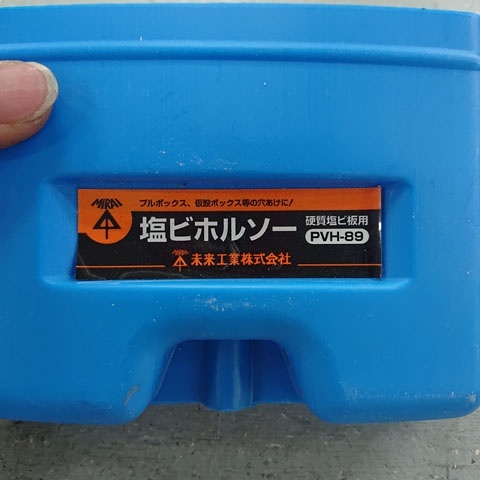 MIRAI
プルボックス、仮設ボックス等の穴あけに!
塩ビホルソー
硬質塩ビ板用
PVH-89
MIRAI
未来工業株式会社